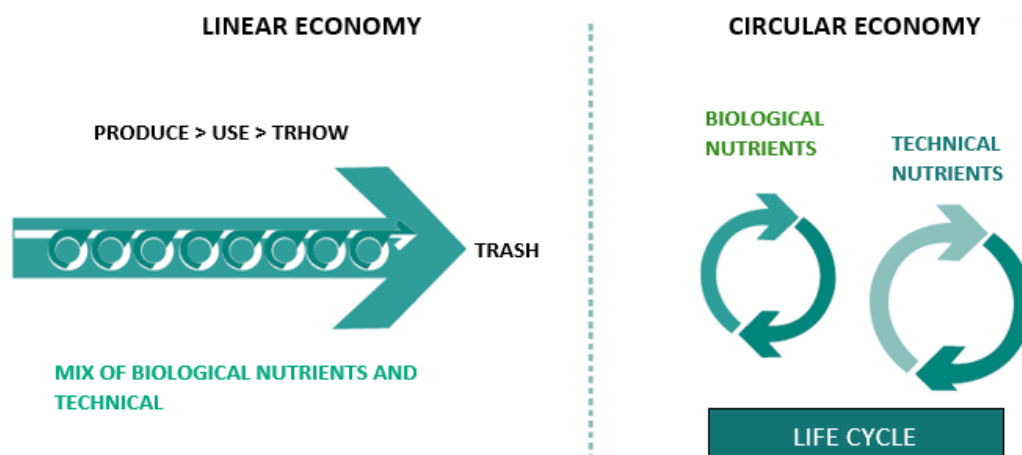 LINEAR ECONOMY
PRODUCE > USE > TRHOW
TRASH
MIX OF BIOLOGICAL NUTRIENTS AND
TECHNICAL
CIRCULAR ECONOMY
BIOLOGICAL
NUTRIENTS
TECHNICAL
NUTRIENTS
LIFE CYCLE